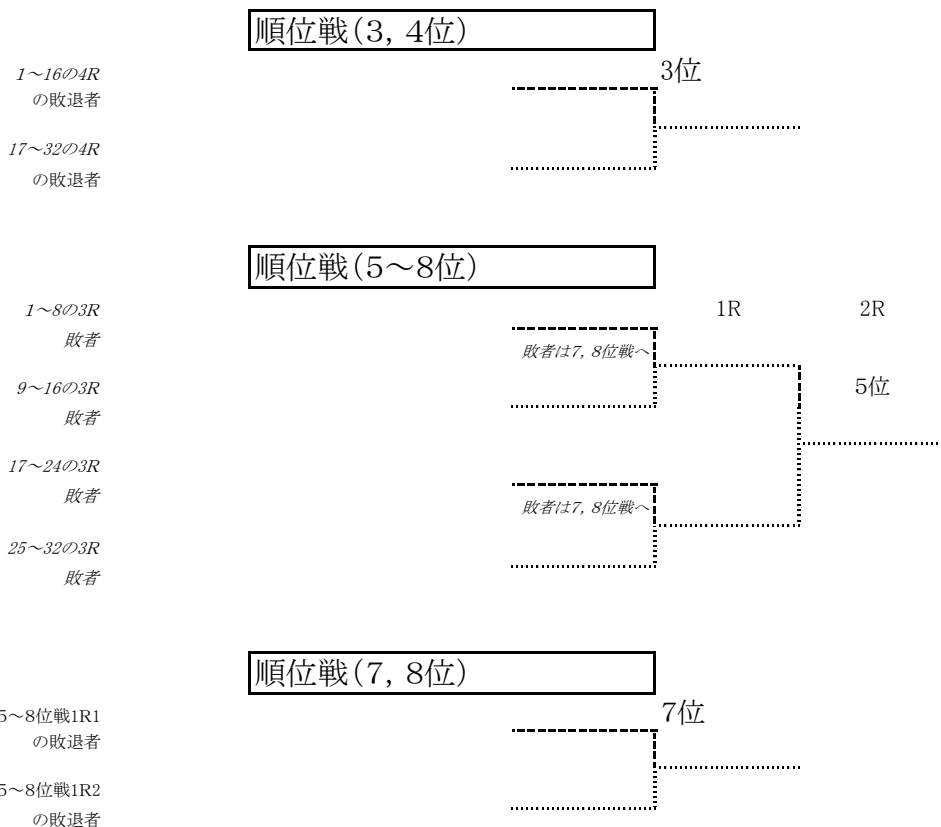 順位戦(3, 4位)
3位
1～16の4R
の敗退者
17～32の4R
の敗退者
順位戦(5～8位)
1R 2R
1～8の3R
敗者
敗者は7, 8位戦へ
9～16の3R
5位
敗者
17～24の3R
敗者
敗者は7, 8位戦へ
25～32の3R
敗者
順位戦(7, 8位)
7位
5～8位戦1R1
の敗退者
5～8位戦1R2
の敗退者